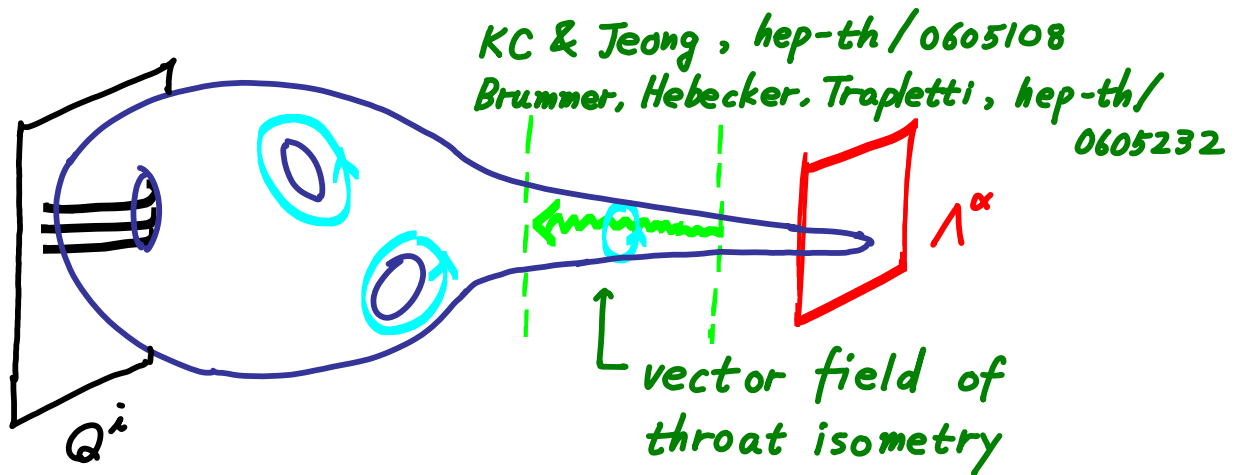 KC & Jeong, hep-th/0605108
Brummer, Hebecker. Trapletti, hep-th/
0605232
Λ^α
vector field of
throat isometry
Q^i